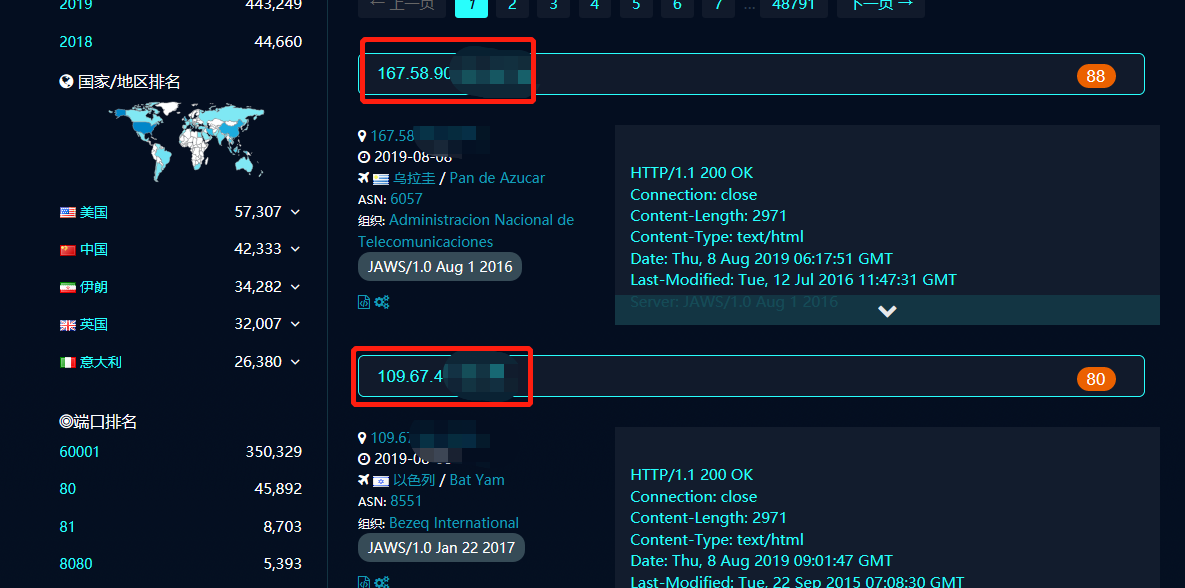 2019 443,249
2018 44,660
国家/地区排名
美国 57,307
中国 42,333
伊朗 34,282
英国 32,007
意大利 26,380
端口排名
60001 350,329
80 45,892
81 8,703
8080 5,393
← 上一页 1 2 3 4 5 6 7 ... 48791 下一页 →
167.58.90
88
167.58
2019-08-08
乌拉圭 / Pan de Azucar
ASN: 6057
组织: Administracion Nacional de
Telecomunicaciones
JAWS/1.0 Aug 1 2016
HTTP/1.1 200 OK
Connection: close
Content-Length: 2971
Content-Type: text/html
Date: Thu, 8 Aug 2019 06:17:51 GMT
Last-Modified: Tue, 12 Jul 2016 11:47:31 GMT
Server: JAWS/1.0 Aug 1 2016
109.67.4
80
109.67
2019-08
以色列 / Bat Yam
ASN: 8551
组织: Bezeq International
JAWS/1.0 Jan 22 2017
HTTP/1.1 200 OK
Connection: close
Content-Length: 2971
Content-Type: text/html
Date: Thu, 8 Aug 2019 09:01:47 GMT
Last-Modified: Tue, 22 Sep 2015 07:08:30 GMT